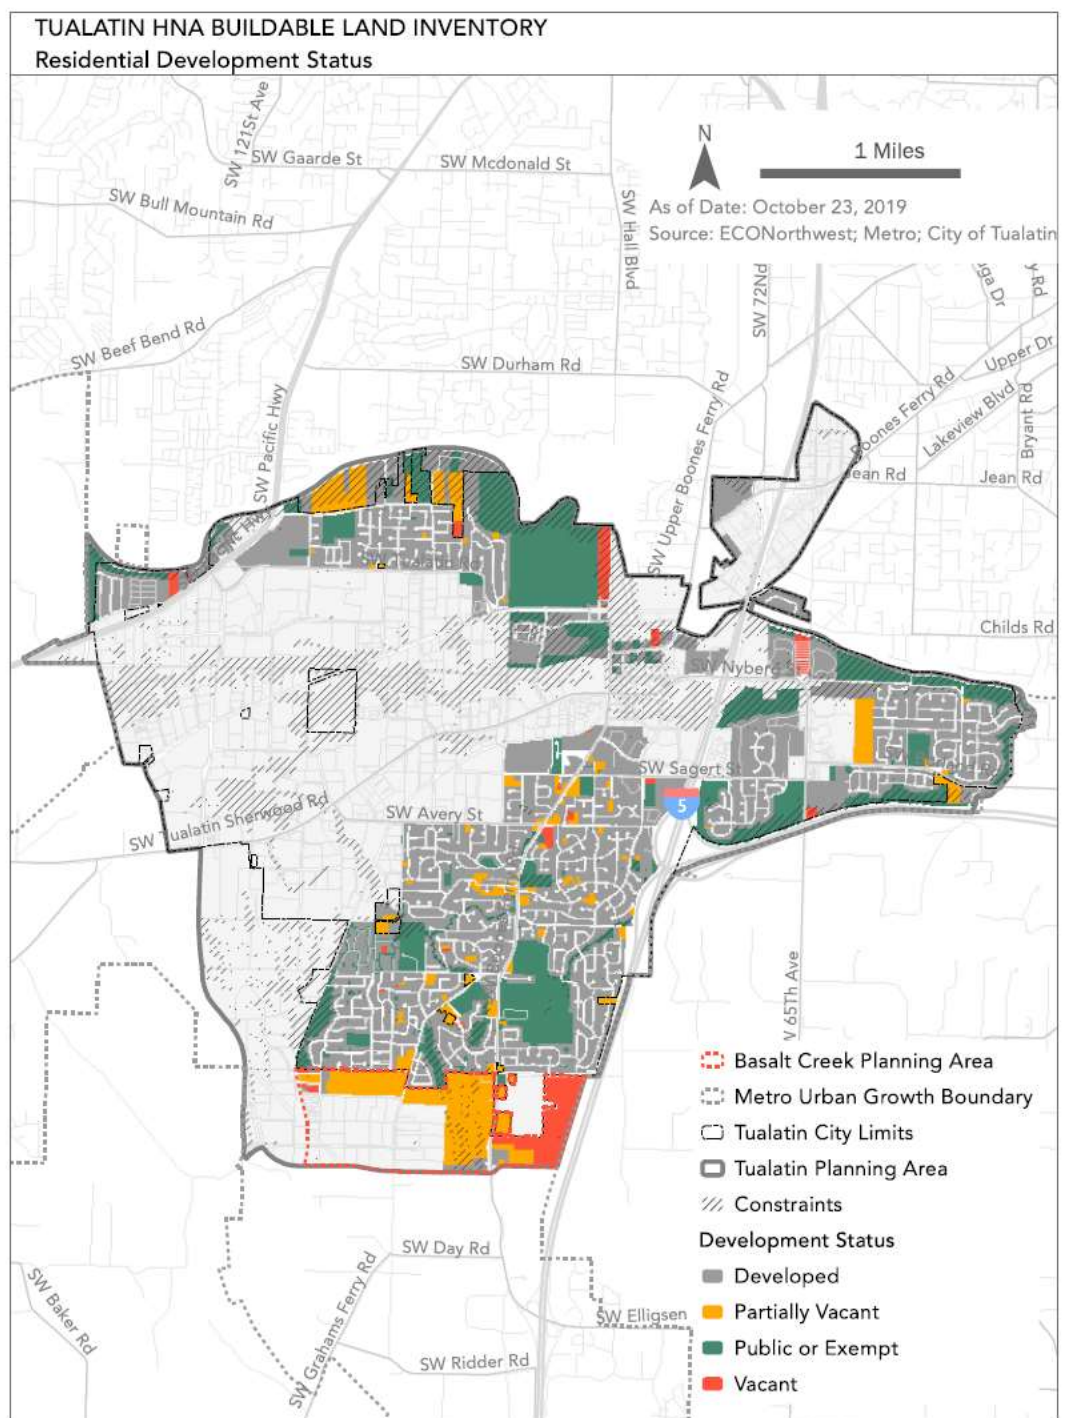 TUALATIN HNA BUILDABLE LAND INVENTORY
Residential Development Status
SW 121St Ave
SW Gaarde St
SW Mcdonald St
N
1 Miles
SW Bull Mountain Rd
SW Hall Blvd
As of Date: October 23, 2019
Source: ECONorthwest; Metro; City of Tualatin
SW 72Nd
uga Dr
y Rd
SW Beef Bend Rd
SW Durham Rd
Upper Dr
SW Pacific Hwy
SW Upper Boones Ferry Rd
Boones Ferry Rd
Lakeview Blvd
Bryant Rd
Jean Rd
Jean Rd
Childs Rd
SW Nyberg St
SW Sagert St
5
SW Avery St
SW Tualatin Sherwood Rd
W 65Th Ave
Basalt Creek Planning Area
Metro Urban Growth Boundary
Tualatin City Limits
Tualatin Planning Area
Constraints
Development Status
Developed
Partially Vacant
Public or Exempt
Vacant
SW Day Rd
SW Grahams Ferry Rd
SW Baker Rd
SW Elligsen
SW Ridder Rd